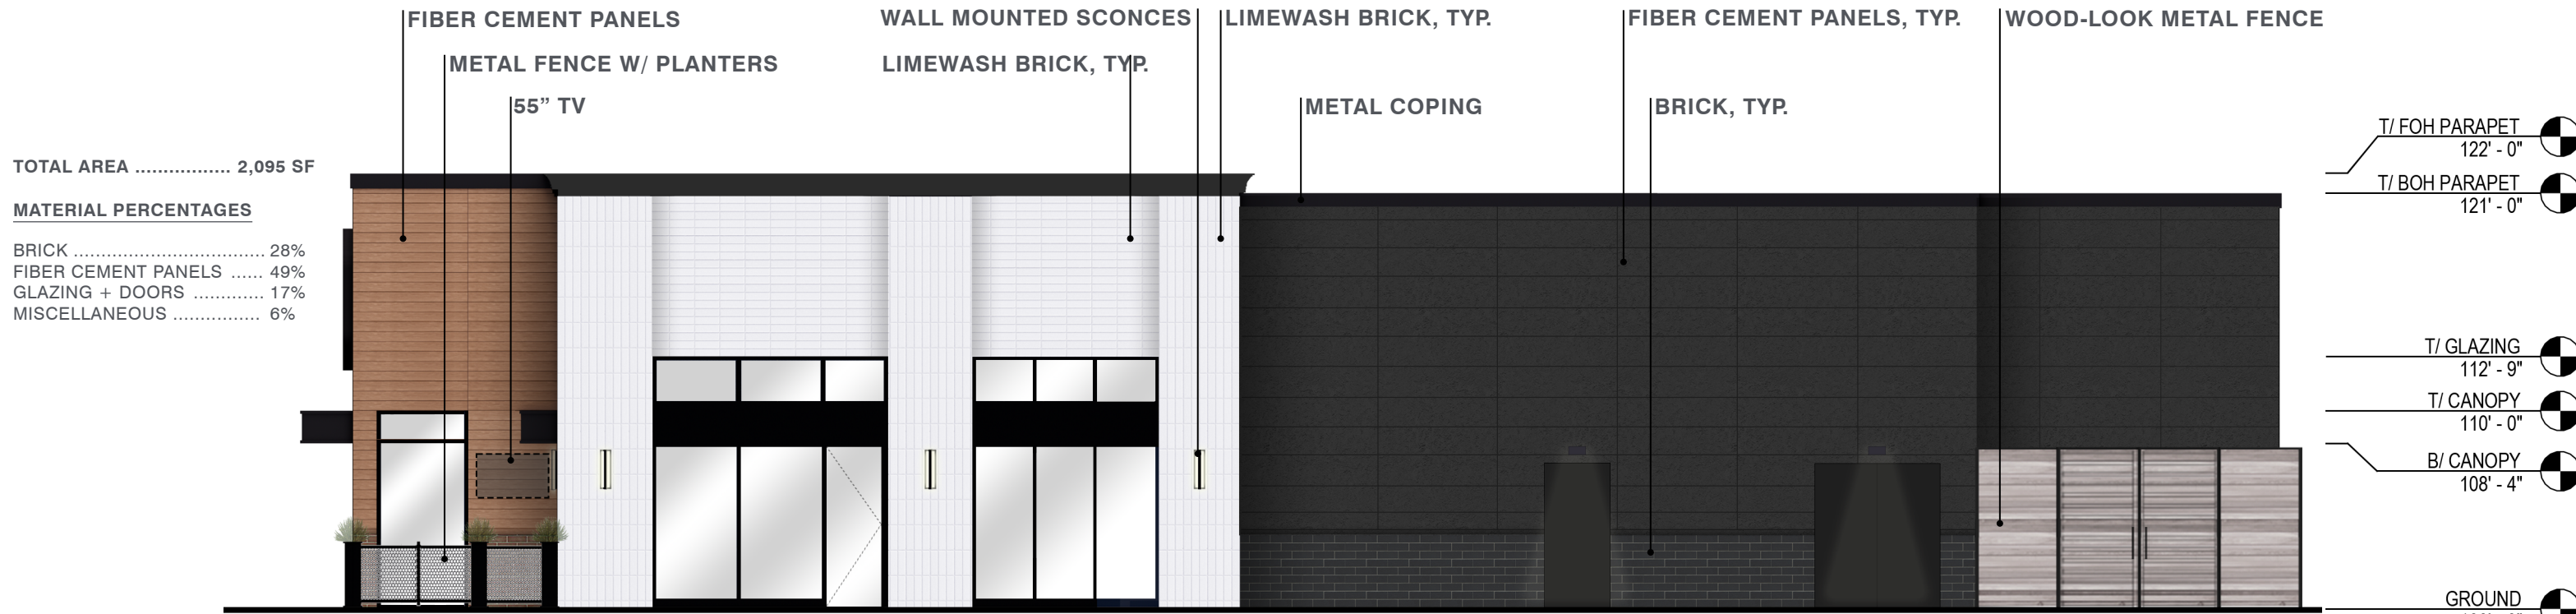 FIBER CEMENT PANELS
WALL MOUNTED SCONCES
LIMEWASH BRICK, TYP.
FIBER CEMENT PANELS, TYP.
WOOD-LOOK METAL FENCE
METAL FENCE W/ PLANTERS
LIMEWASH BRICK, TYP.
55” TV
METAL COPING
BRICK, TYP.
TOTAL AREA ................. 2,095 SF
MATERIAL PERCENTAGES
BRICK .................................. 28%
FIBER CEMENT PANELS ...... 49%
GLAZING + DOORS ............. 17%
MISCELLANEOUS ................ 6%
T/ FOH PARAPET
122' - 0"
T/ BOH PARAPET
121' - 0"
T/ GLAZING
112' - 9"
T/ CANOPY
110' - 0"
B/ CANOPY
108' - 4"
GROUND